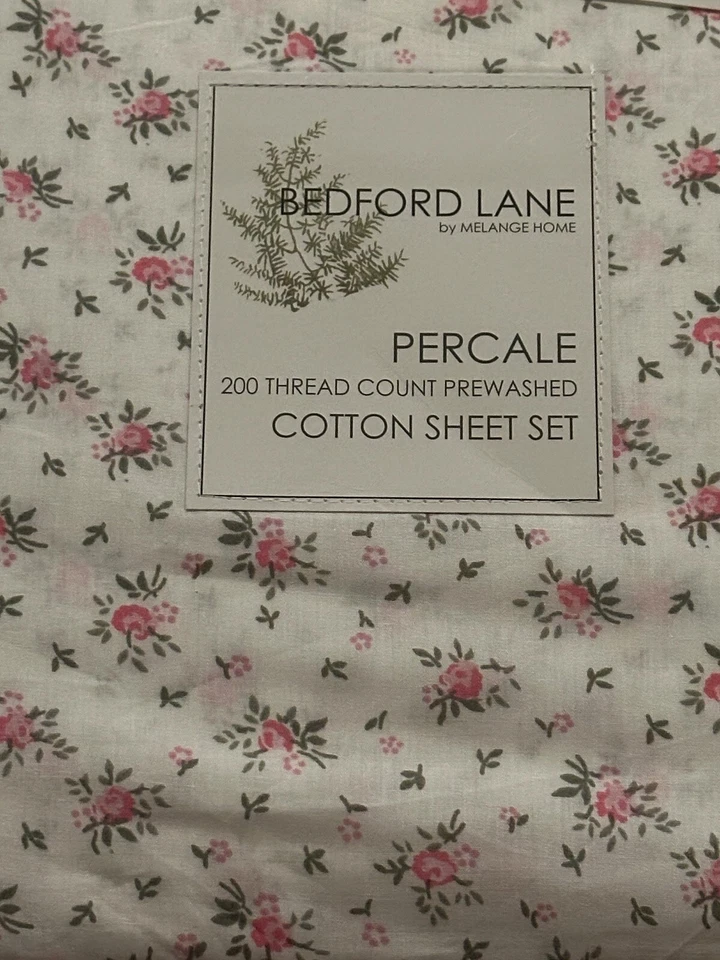 BEDFORD LANE
by MELANGE HOME
PERCALE
200 THREAD COUNT PREWASHED
COTTON SHEET SET